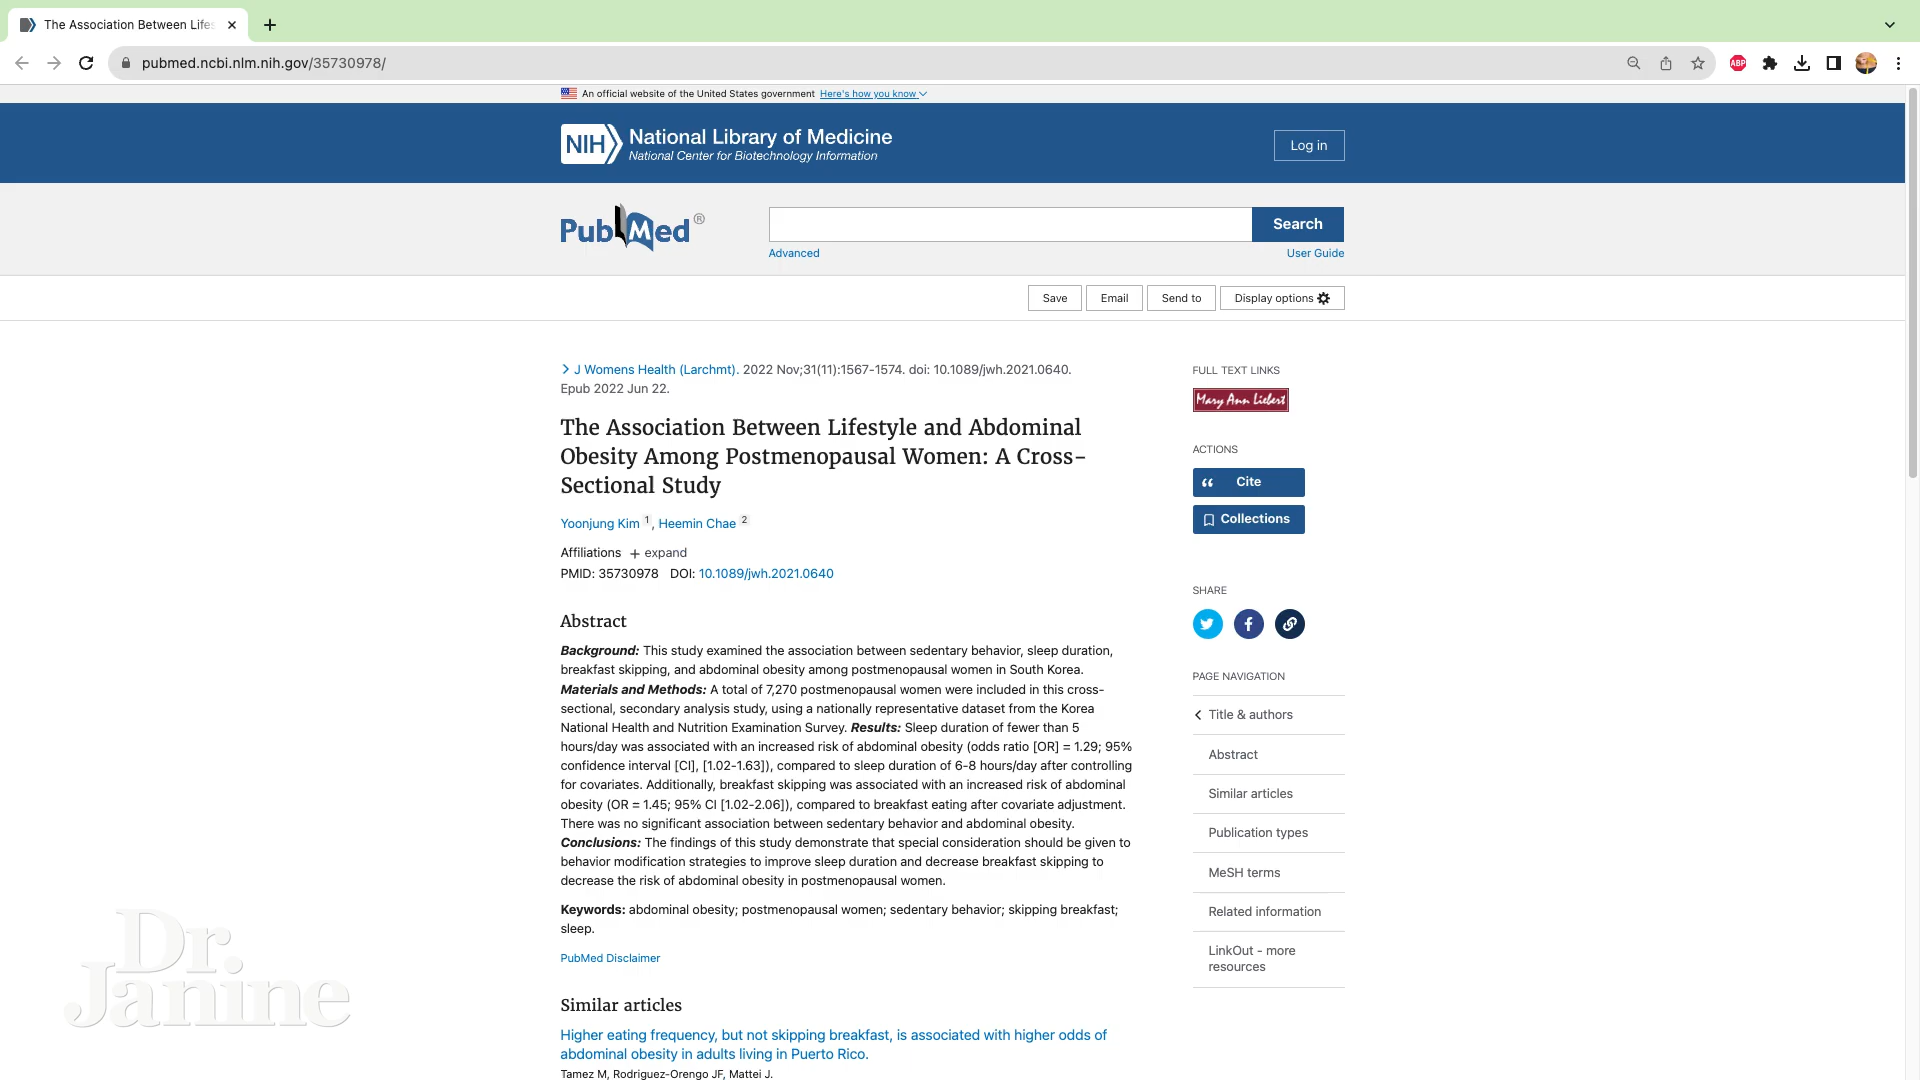 The Association Between Lifes
pubmed.ncbi.nlm.nih.gov/35730978/
ABP
An official website of the United States government Here's how you know
NIH National Library of Medicine
National Center for Biotechnology Information
Log in
PubMed®
Search
Advanced
User Guide
Save
Email
Send to
Display options
> J Womens Health (Larchmt). 2022 Nov;31(11):1567-1574. doi: 10.1089/jwh.2021.0640.
Epub 2022 Jun 22.
The Association Between Lifestyle and Abdominal
Obesity Among Postmenopausal Women: A Cross-
Sectional Study
Yoonjung Kim 1, Heemin Chae 2
Affiliations + expand
PMID: 35730978 DOI: 10.1089/jwh.2021.0640
Abstract
Background: This study examined the association between sedentary behavior, sleep duration,
breakfast skipping, and abdominal obesity among postmenopausal women in South Korea.
Materials and Methods: A total of 7,270 postmenopausal women were included in this cross-
sectional, secondary analysis study, using a nationally representative dataset from the Korea
National Health and Nutrition Examination Survey. Results: Sleep duration of fewer than 5
hours/day was associated with an increased risk of abdominal obesity (odds ratio [OR] = 1.29; 95%
confidence interval [CI], [1.02-1.63]), compared to sleep duration of 6-8 hours/day after controlling
for covariates. Additionally, breakfast skipping was associated with an increased risk of abdominal
obesity (OR = 1.45; 95% CI [1.02-2.06]), compared to breakfast eating after covariate adjustment.
There was no significant association between sedentary behavior and abdominal obesity.
Conclusions: The findings of this study demonstrate that special consideration should be given to
behavior modification strategies to improve sleep duration and decrease breakfast skipping to
decrease the risk of abdominal obesity in postmenopausal women.
Keywords: abdominal obesity; postmenopausal women; sedentary behavior; skipping breakfast;
sleep.
PubMed Disclaimer
Similar articles
Higher eating frequency, but not skipping breakfast, is associated with higher odds of
abdominal obesity in adults living in Puerto Rico.
Tamez M, Rodriguez-Orengo JF, Mattei J.
FULL TEXT LINKS
Mary Ann Liebert
ACTIONS
Cite
Collections
SHARE
PAGE NAVIGATION
Title & authors
Abstract
Similar articles
Publication types
MeSH terms
Related information
LinkOut - more
resources
Dr.
Janine